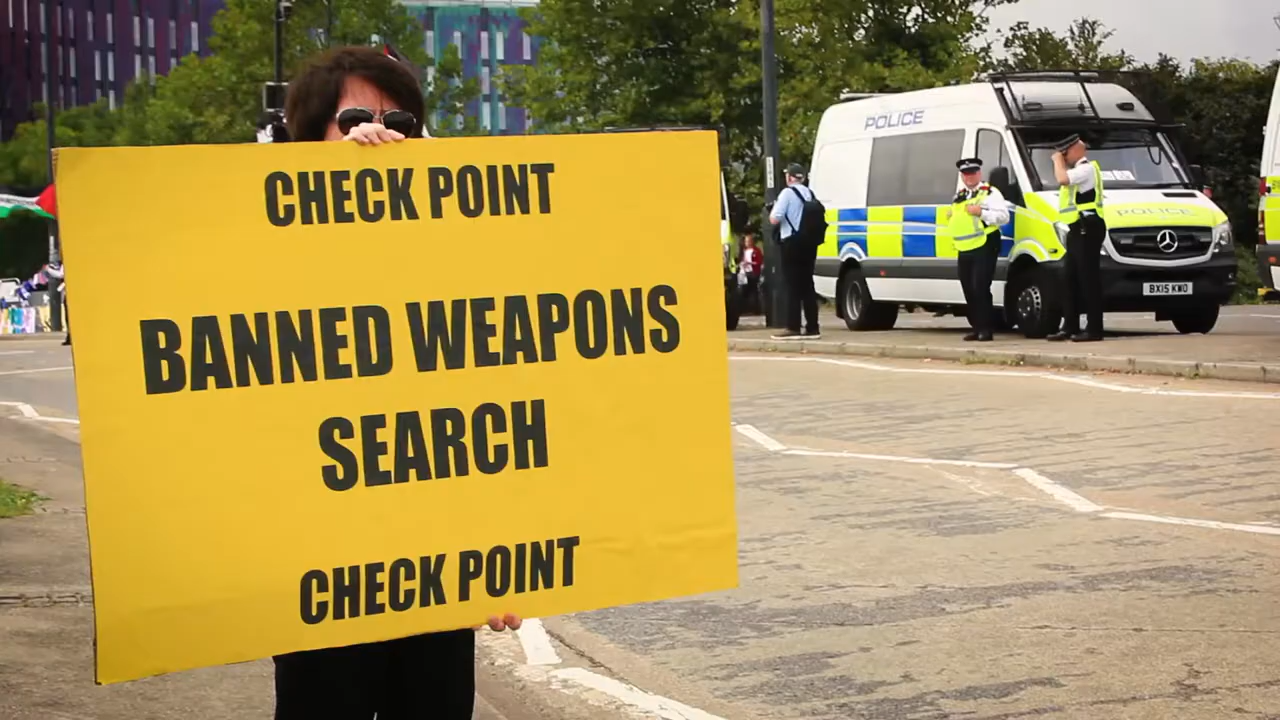 CHECK POINT
BANNED WEAPONS
SEARCH
CHECK POINT
POLICE
POLICE
BX15 KWO